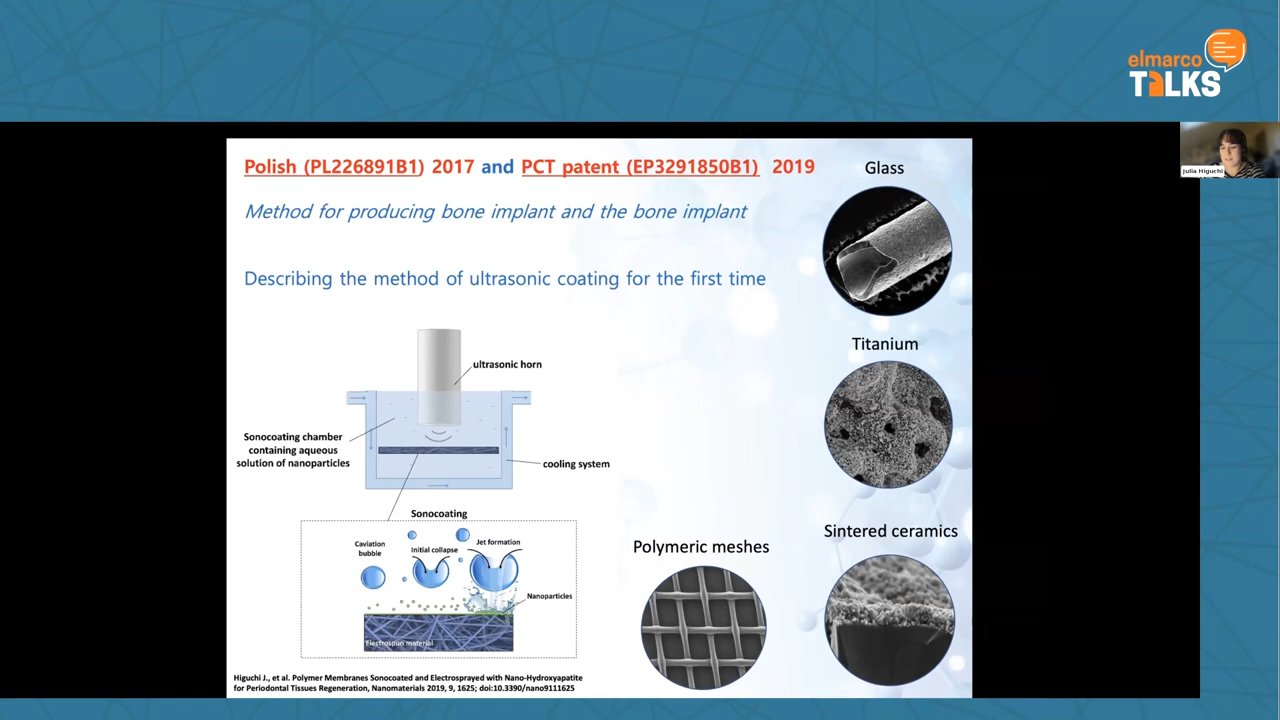 elmarco
TALKS
Julia Higuchi
Polish (PL226891B1) 2017 and PCT patent (EP3291850B1) 2019
Method for producing bone implant and the bone implant
Describing the method of ultrasonic coating for the first time
Glass
Titanium
Sintered ceramics
Polymeric meshes
ultrasonic horn
Sonocoating chamber
containing aqueous
solution of nanoparticles
cooling system
Sonocoating
Caviation
bubble
Initial collapse
Jet formation
Nanoparticles
Electrospun material
Higuchi J., et al. Polymer Membranes Sonocoated and Electrosprayed with Nano-Hydroxyapatite
for Periodontal Tissues Regeneration, Nanomaterials 2019, 9, 1625; doi:10.3390/nano9111625